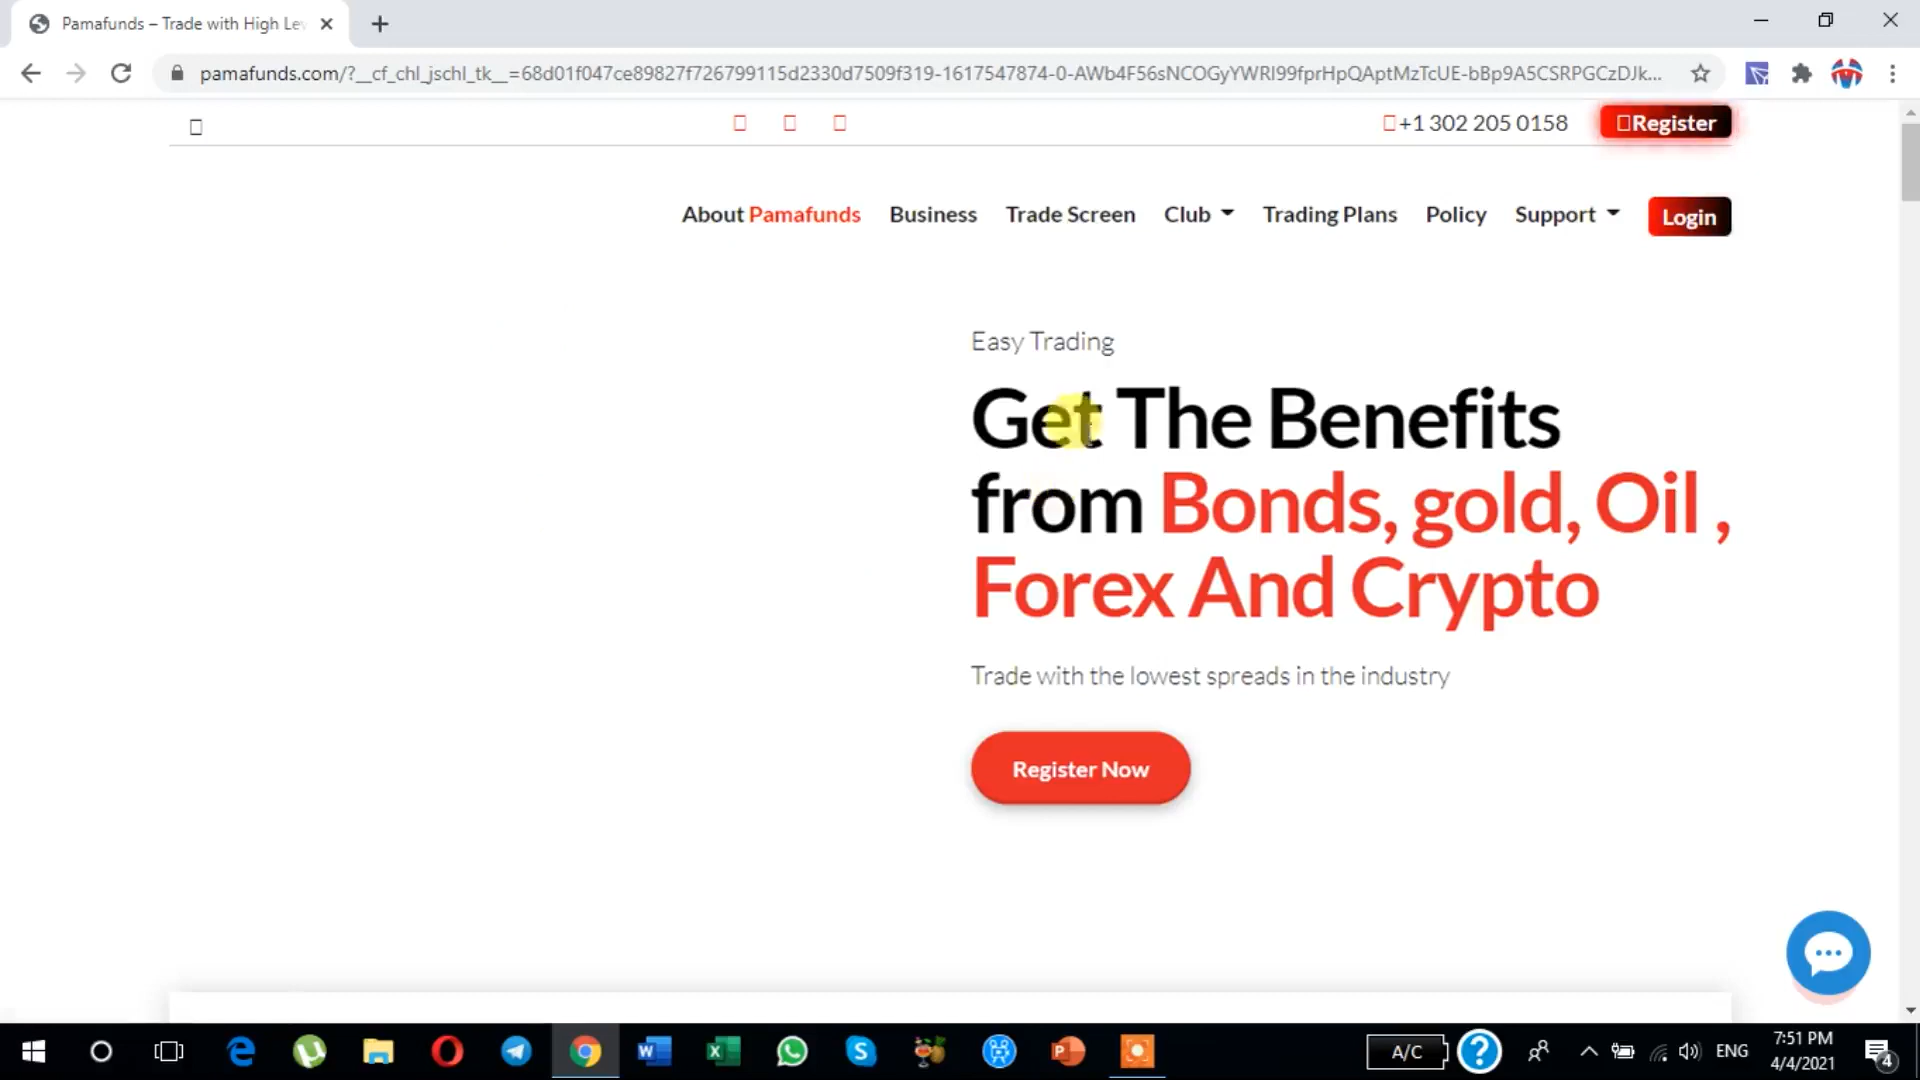 Pamafunds – Trade with High Lev
pamafunds.com/?__cf_chl_jschl_tk__=68d01f047ce89827f726799115d2330d7509f319-1617547874-0-AWb4F56sNCOGyYWRI99fprHpQAptMzTcUE-bBp9A5CSRPGCzDJk...
+1 302 205 0158
Register
About Pamafunds Business Trade Screen Club Trading Plans Policy Support Login
Easy Trading
Get The Benefits
from Bonds, gold, Oil ,
Forex And Crypto
Trade with the lowest spreads in the industry
Register Now
A/C
ENG
7:51 PM
4/4/2021
4